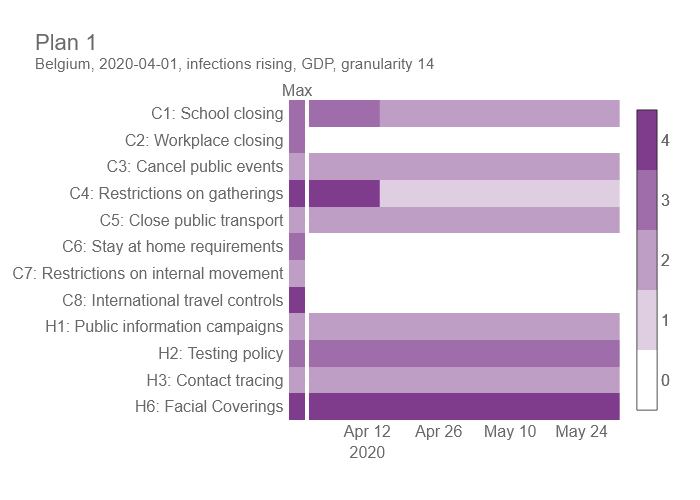 Plan 1
Belgium, 2020-04-01, infections rising, GDP, granularity 14
Max
C1: School closing
C2: Workplace closing
C3: Cancel public events
C4: Restrictions on gatherings
C5: Close public transport
C6: Stay at home requirements
C7: Restrictions on internal movement
C8: International travel controls
H1: Public information campaigns
H2: Testing policy
H3: Contact tracing
H6: Facial Coverings
Apr 12 Apr 26 May 10 May 24
2020
4
3
2
1
0